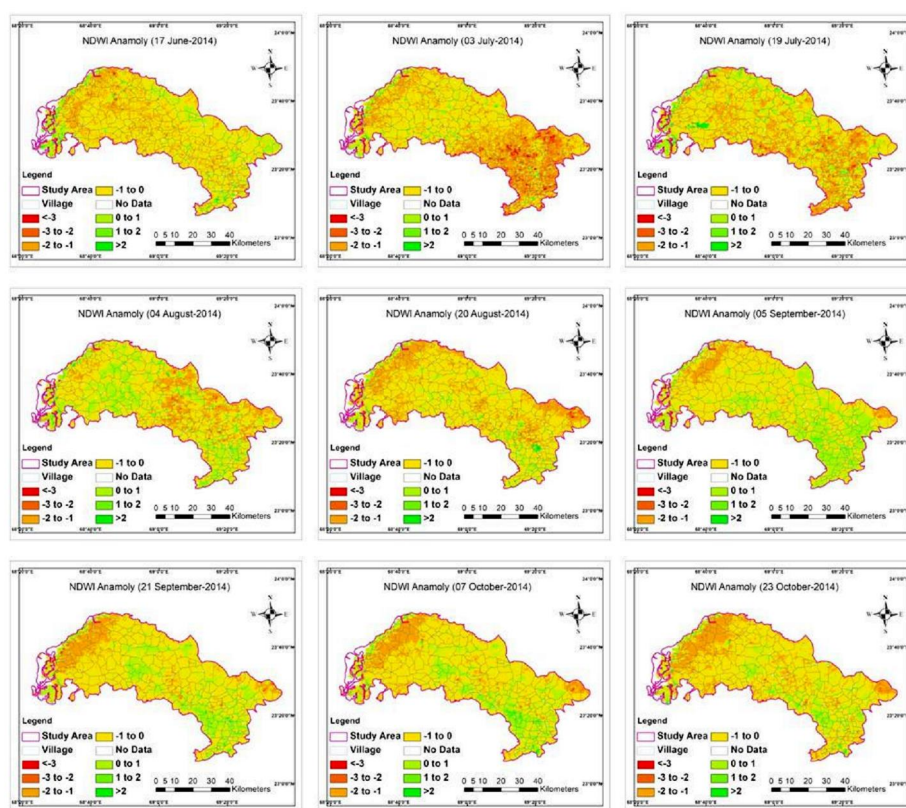 NDWI Anamoly (17 June-2014)
N
W E
S
Legend
Study Area -1 to 0
Village No Data
<-3 0 to 1
-3 to -2 1 to 2
-2 to -1 >2
0 5 10 20 30 40 Kilometers
NDWI Anamoly (03 July-2014)
N
W E
S
Legend
Study Area -1 to 0
Village No Data
<-3 0 to 1
-3 to -2 1 to 2
-2 to -1 >2
0 5 10 20 30 40 Kilometers
NDWI Anamoly (19 July-2014)
N
W E
S
Legend
Study Area -1 to 0
Village No Data
<-3 0 to 1
-3 to -2 1 to 2
-2 to -1 >2
0 5 10 20 30 40 Kilometers
NDWI Anamoly (04 August-2014)
N
W E
S
Legend
Study Area -1 to 0
Village No Data
<-3 0 to 1
-3 to -2 1 to 2
-2 to -1 >2
0 5 10 20 30 40 Kilometers
NDWI Anamoly (20 August-2014)
N
W E
S
Legend
Study Area -1 to 0
Village No Data
<-3 0 to 1
-3 to -2 1 to 2
-2 to -1 >2
0 5 10 20 30 40 Kilometers
NDWI Anamoly (05 September-2014)
N
W E
S
Legend
Study Area -1 to 0
Village No Data
<-3 0 to 1
-3 to -2 1 to 2
-2 to -1 >2
0 5 10 20 30 40 Kilometers
NDWI Anamoly (21 September-2014)
N
W E
S
Legend
Study Area -1 to 0
Village No Data
<-3 0 to 1
-3 to -2 1 to 2
-2 to -1 >2
0 5 10 20 30 40 Kilometers
NDWI Anamoly (07 October-2014)
N
W E
S
Legend
Study Area -1 to 0
Village No Data
<-3 0 to 1
-3 to -2 1 to 2
-2 to -1 >2
0 5 10 20 30 40 Kilometers
NDWI Anamoly (23 October-2014)
N
W E
S
Legend
Study Area -1 to 0
Village No Data
<-3 0 to 1
-3 to -2 1 to 2
-2 to -1 >2
0 5 10 20 30 40 Kilometers